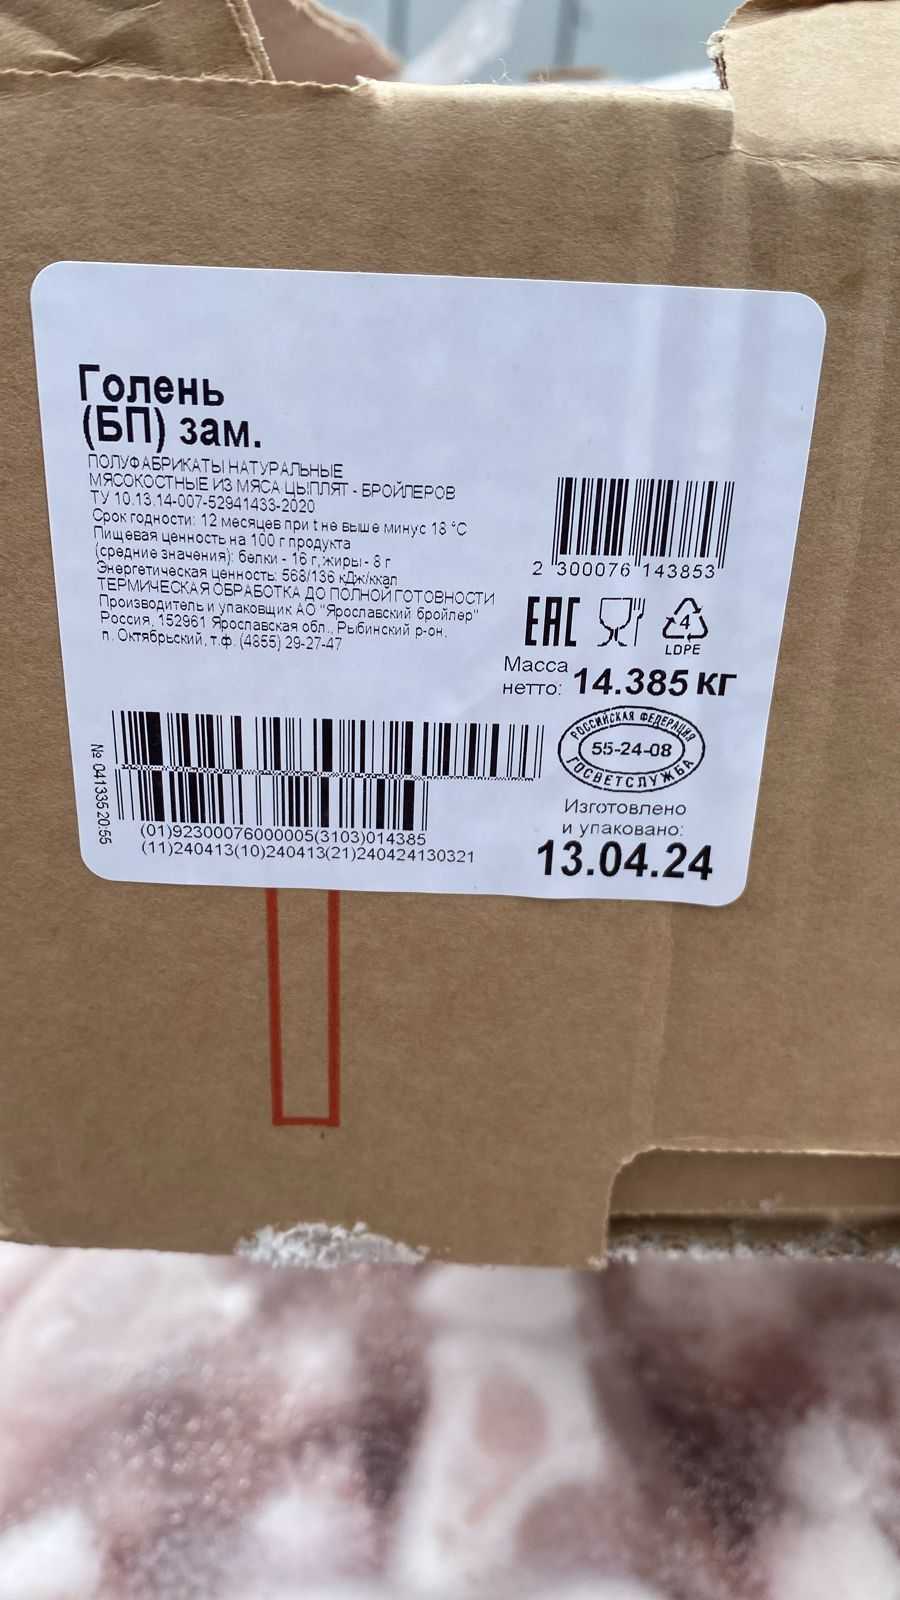 Голень
(БП) зам.
ПОЛУФАБРИКАТЫ НАТУРАЛЬНЫЕ
МЯСОКОСТНЫЕ ИЗ МЯСА ЦЫПЛЯТ - БРОЙЛЕРОВ
ТУ 10.13.14-007-52941433-2020
Срок годности: 12 месяцев при t не выше минус 18 °С
Пищевая ценность на 100 г продукта
(средние значения): белки - 16 г, жиры - 8 г
Энергетическая ценность: 568/136 кДж/ккал
ТЕРМИЧЕСКАЯ ОБРАБОТКА ДО ПОЛНОЙ ГОТОВНОСТИ
Производитель и упаковщик АО "Ярославский бройлер"
Россия, 152961 Ярославская обл., Рыбинский р-он,
п. Октябрьский, т.ф. (4855) 29-27-47
2 300076 143853
EAC
4
LDPE
Масса
нетто: 14.385 кг
РОССИЙСКАЯ ФЕДЕРАЦИЯ
55-24-08
ГОСВЕТСЛУЖБА
Изготовлено
и упаковано:
13.04.24
№ 041335 20:55
(01)92300076000005(3103)014385
(11)240413(10)240413(21)240424130321